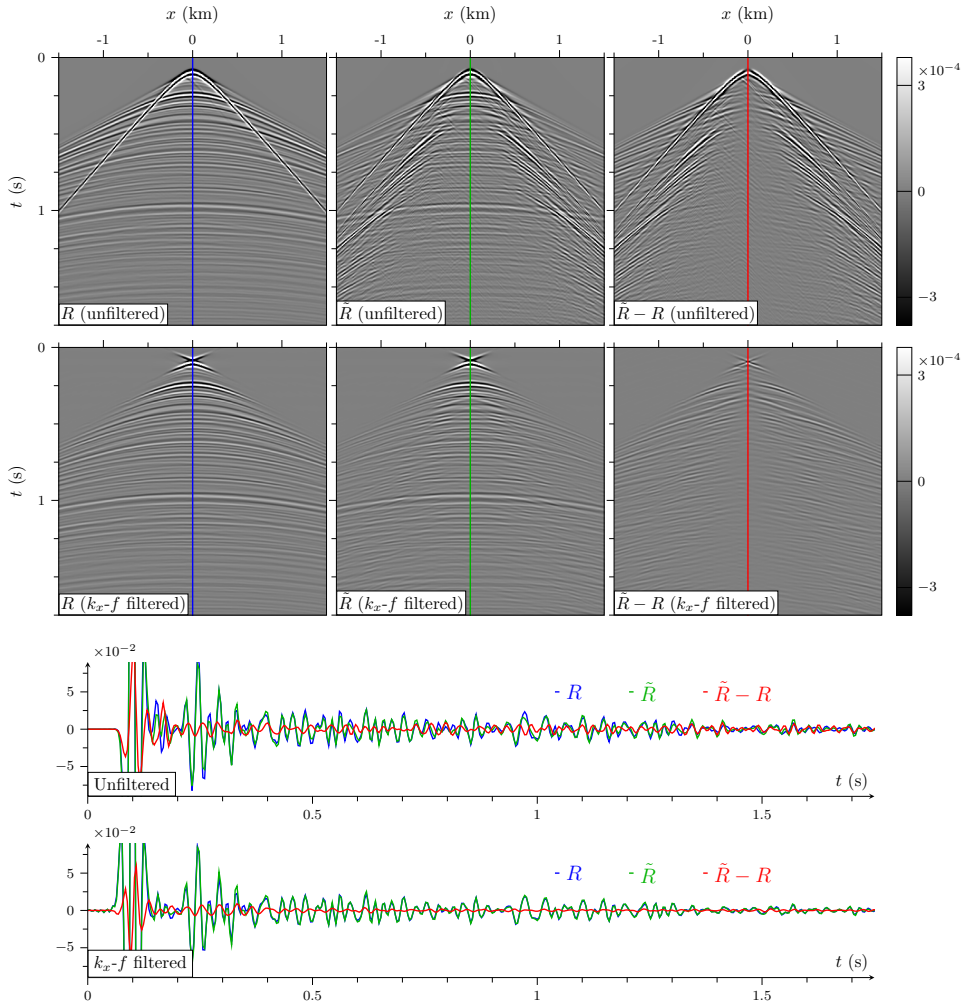 x (km) x (km) x (km)
-1 0 1 -1 0 1 -1 0 1
0
×10⁻⁴
3
t (s)
0
1
−3
R (unfiltered) R̃ (unfiltered) R̃ − R (unfiltered)
0
×10⁻⁴
3
t (s)
0
1
−3
R (kₓ-f filtered) R̃ (kₓ-f filtered) R̃ − R (kₓ-f filtered)
×10⁻²
5
R R̃ R̃ − R
0
−5
Unfiltered t (s)
0 0.5 1 1.5
×10⁻²
5
R R̃ R̃ − R
0
−5
kₓ-f filtered t (s)
0 0.5 1 1.5